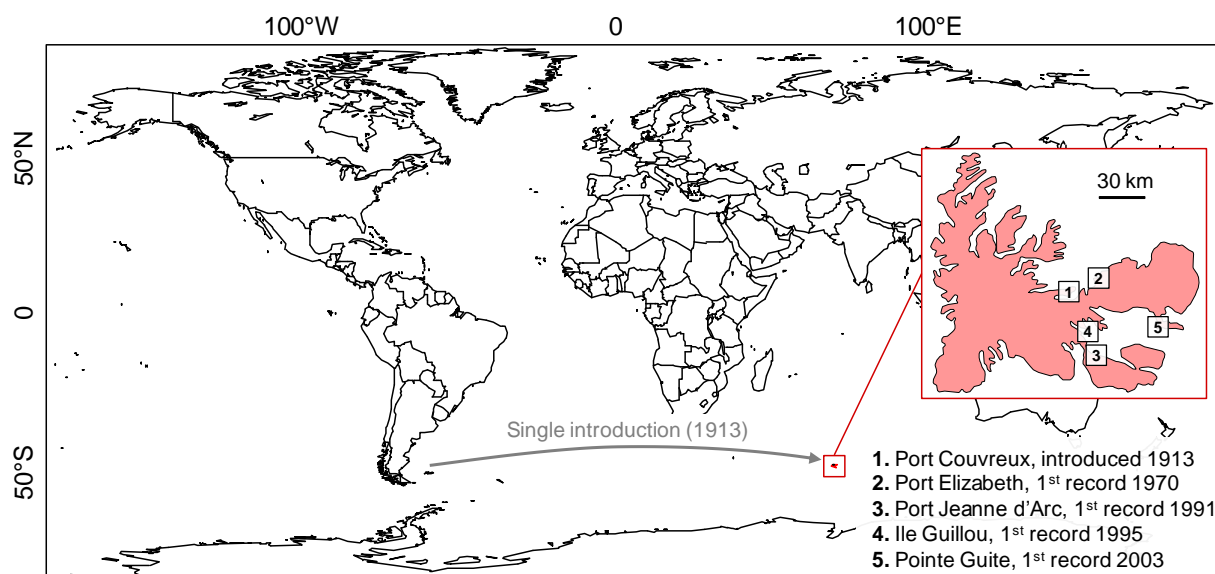 100°W 0 100°E
50°N
0
50°S
30 km
1
2
4
5
3
Single introduction (1913)
1. Port Couvreux, introduced 1913
2. Port Elizabeth, 1st record 1970
3. Port Jeanne d'Arc, 1st record 1991
4. Ile Guillou, 1st record 1995
5. Pointe Guite, 1st record 2003